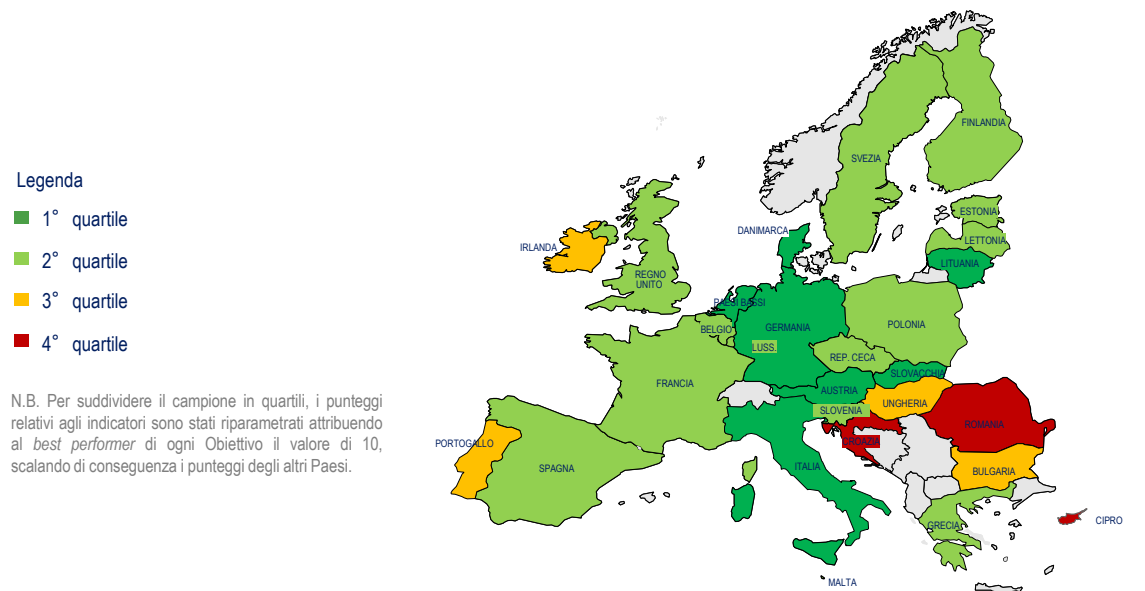 Legenda
1° quartile
2° quartile
3° quartile
4° quartile
N.B. Per suddividere il campione in quartili, i punteggi
relativi agli indicatori sono stati riparametrati attribuendo
al best performer di ogni Obiettivo il valore di 10,
scalando di conseguenza i punteggi degli altri Paesi.
FINLANDIA
SVEZIA
ESTONIA
DANIMARCA
LETTONIA
IRLANDA
LITUANIA
REGNO
UNITO
PAESI BASSI
BELGIO
GERMANIA
POLONIA
LUSS.
REP. CECA
SLOVACCHIA
FRANCIA
AUSTRIA
UNGHERIA
SLOVENIA
ROMANIA
PORTOGALLO
CROAZIA
SPAGNA
ITALIA
BULGARIA
CIPRO
GRECIA
MALTA